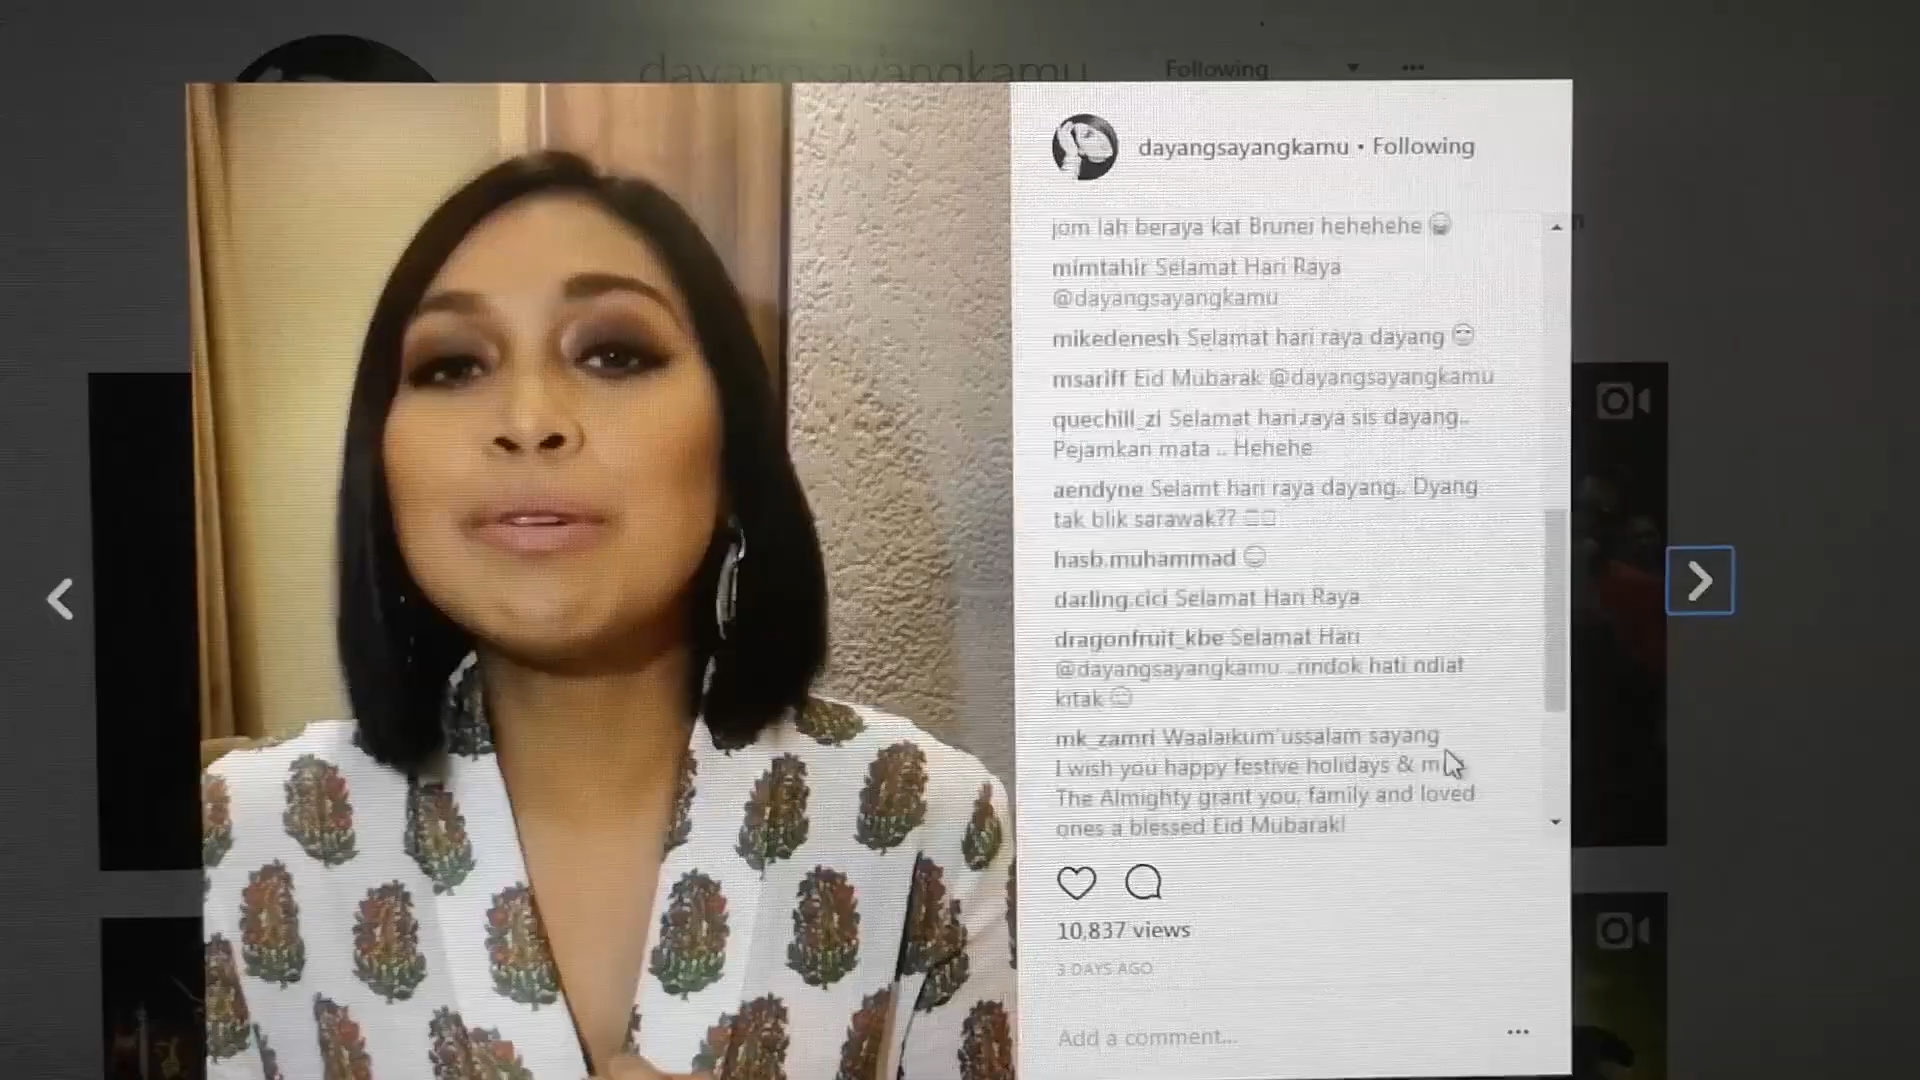 dayangsayangkamu Following ...
dayangsayangkamu • Following
jom lah beraya kat Brunei hehehehe
mimtahir Selamat Hari Raya
@dayangsayangkamu
mikedenesh Selamat hari raya dayang
msariff Eid Mubarak @dayangsayangkamu
quechill_zi Selamat hari raya sis dayang..
Pejamkan mata .. Hehehe
aendyne Selamt hari raya dayang.. Dyang
tak blik sarawak??
hasb.muhammad
darling.cici Selamat Hari Raya
dragonfruit_kbe Selamat Hari
@dayangsayangkamu ..rindok hati ndiat
kitak
mk_zamri Waalaikum'ussalam sayang
I wish you happy festive holidays & m
The Almighty grant you, family and loved
ones a blessed Eid Mubarak!
10,837 views
3 DAYS AGO
Add a comment... ...